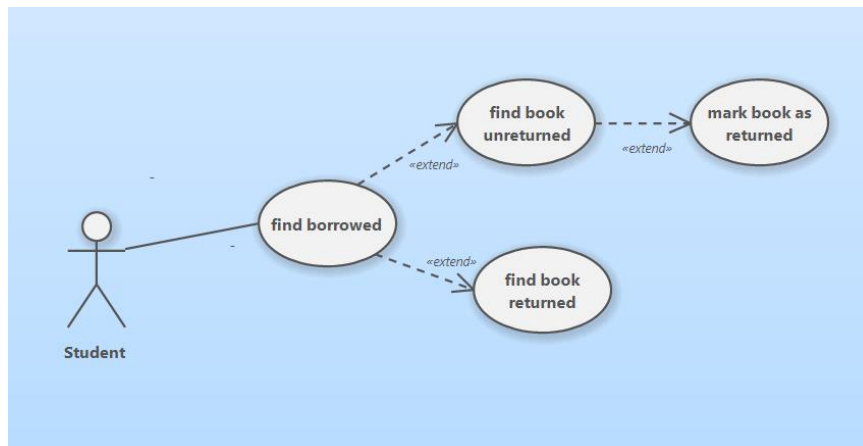 find book
unreturned
mark book as
returned
«extend»
«extend»
find borrowed
«extend»
find book
returned
Student